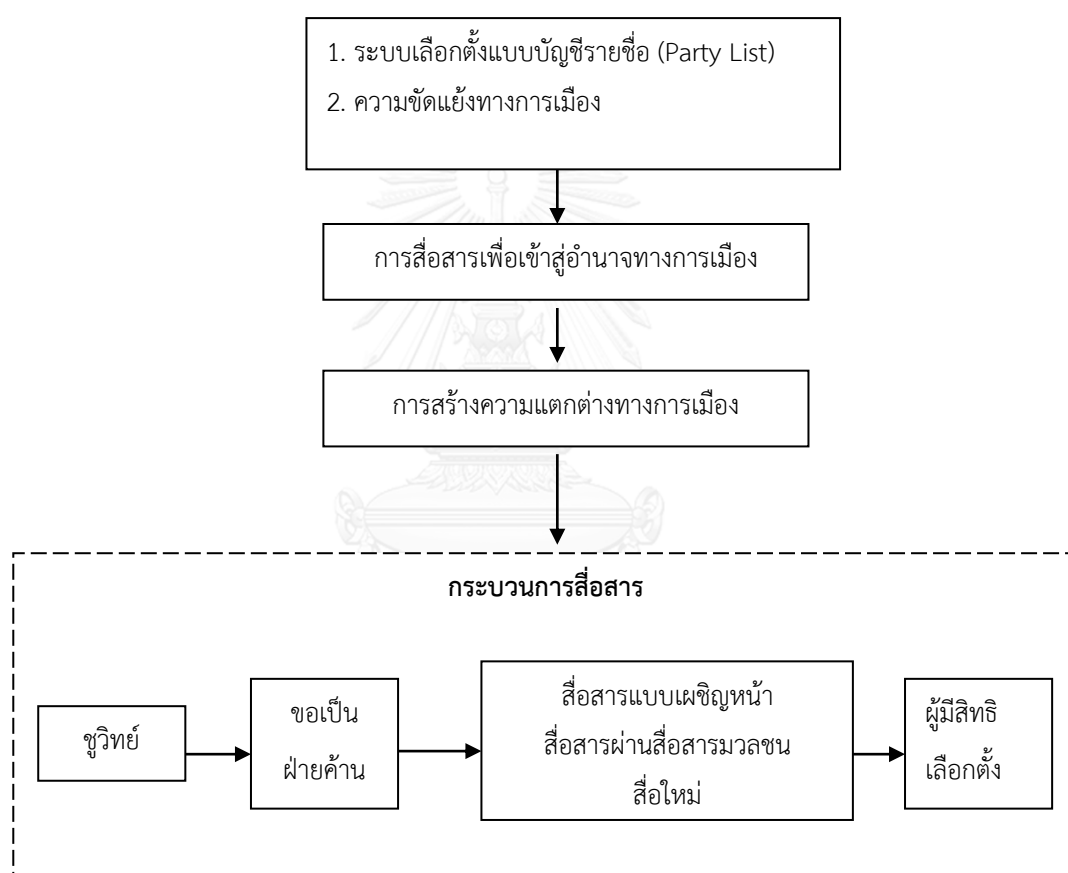 1. ระบบเลือกตั้งแบบบัญชีรายชื่อ (Party List)
2. ความขัดแย้งทางการเมือง
การสื่อสารเพื่อเข้าสู่อำนาจทางการเมือง
การสร้างความแตกต่างทางการเมือง
กระบวนการสื่อสาร
ชูวิทย์
ขอเป็น
ฝ่ายค้าน
สื่อสารแบบเผชิญหน้า
สื่อสารผ่านสื่อสารมวลชน
สื่อใหม่
ผู้มีสิทธิ
เลือกตั้ง